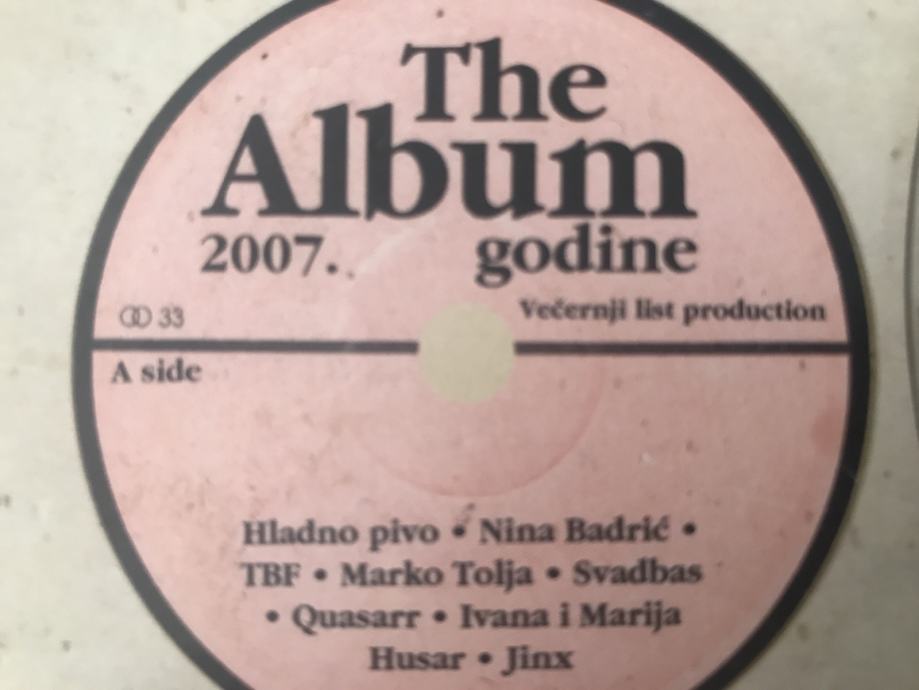 The
Album
2007. godine
33 Večernji list production
A side
Hladno pivo • Nina Badrić •
TBF • Marko Tolja • Svadbas
• Quasarr • Ivana i Marija
Husar • Jinx